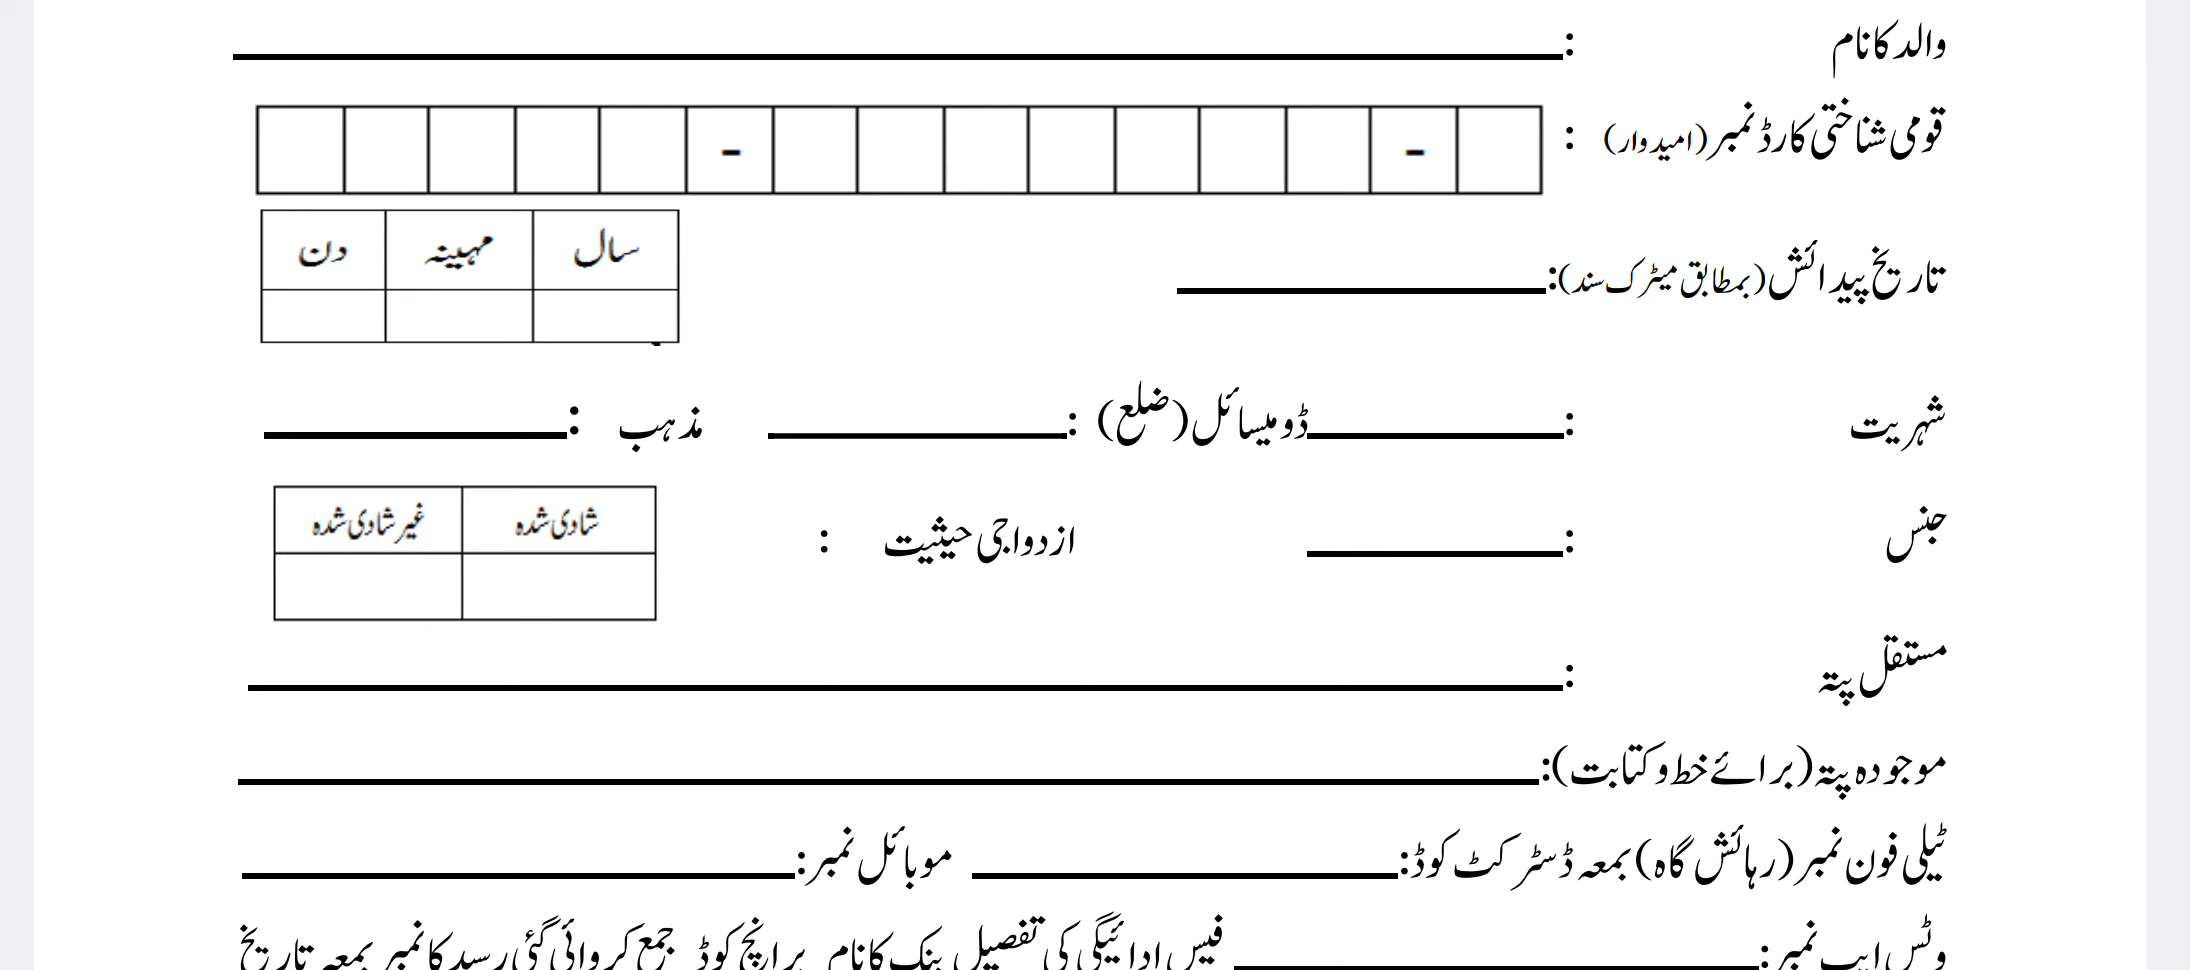 والد کا نام :
قومی شناختی کارڈ نمبر (امیدوار) : - -
تاریخ پیدائش (بمطابق میٹرک سند): سال مہینہ دن
شہریت : ڈومیسائل (ضلع) : مذہب :
جنس : ازدواجی حیثیت : شادی شدہ غیر شادی شدہ
مستقل پتہ :
موجودہ پتہ (برائے خط و کتابت):
ٹیلی فون نمبر (رہائش گاہ) بمعہ ڈسٹرکٹ کوڈ: موبائل نمبر:
وٹس ایپ نمبر: فیس ادائیگی کی تفصیل بنک کا نام برانچ کوڈ جمع کروائی گئی رسید کا نمبر بمعہ تاریخ